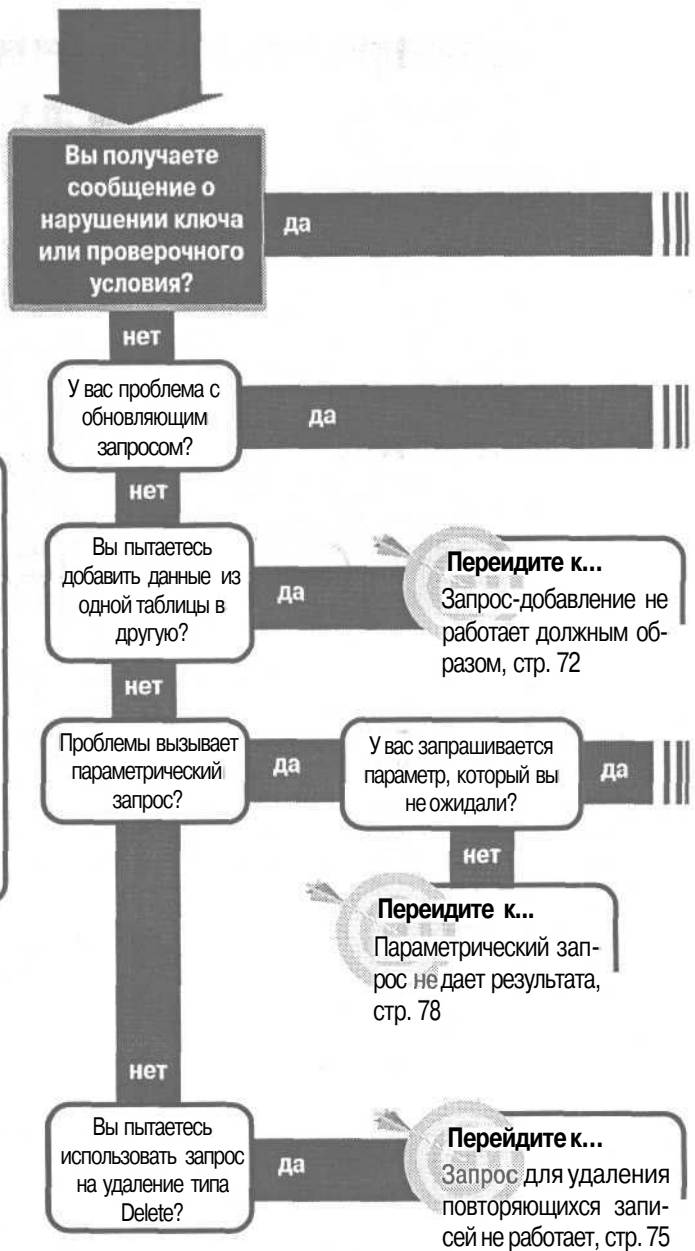 Вы получаете
сообщение о
нарушении ключа
или проверочного
условия?
да
нет
У вас проблема с
обновляющим
запросом?
да
нет
Вы пытаетесь
добавить данные из
одной таблицы в
другую?
да
Переидите к...
Запрос-добавление не
работает должным об-
разом, стр. 72
нет
Проблемы вызывает
параметрический
запрос?
да
У вас запрашивается
параметр, который вы
не ожидали?
да
нет
Переидите к...
Параметрический зап-
рос не дает результата,
стр. 78
нет
Вы пытаетесь
использовать запрос
на удаление типа
Delete?
да
Перейдите к...
Запрос для удаления
повторяющихся запи-
сей не работает, стр. 75